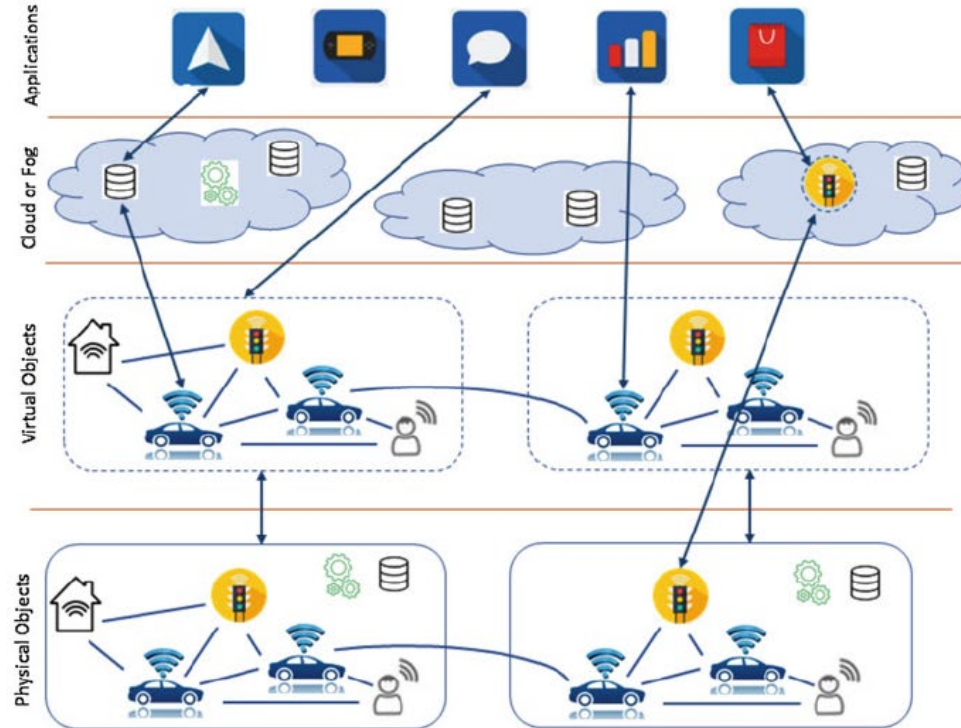 Applications
Cloud or Fog
Virtual Objects
Physical Objects